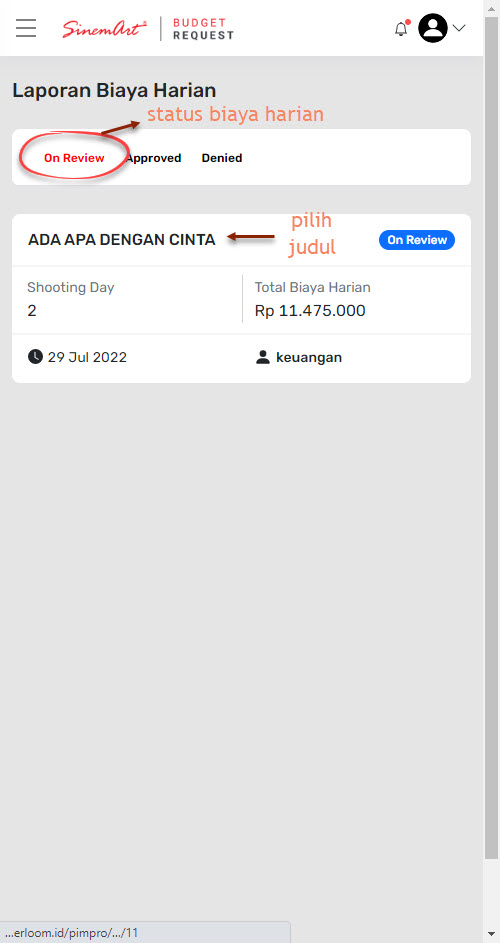 SinemArt
BUDGET
REQUEST
Laporan Biaya Harian
status biaya harian
On Review Approved Denied
ADA APA DENGAN CINTA
pilih
judul
On Review
Shooting Day Total Biaya Harian
2 Rp 11.475.000
29 Jul 2022 keuangan
...erloom.id/pimpro/.../11